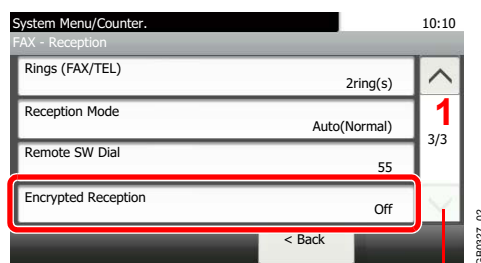 System Menu/Counter.
10:10
FAX - Reception
Rings (FAX/TEL)
2ring(s)
Reception Mode
Auto(Normal)
1
3/3
Remote SW Dial
55
Encrypted Reception
Off
< Back
GB0327_02